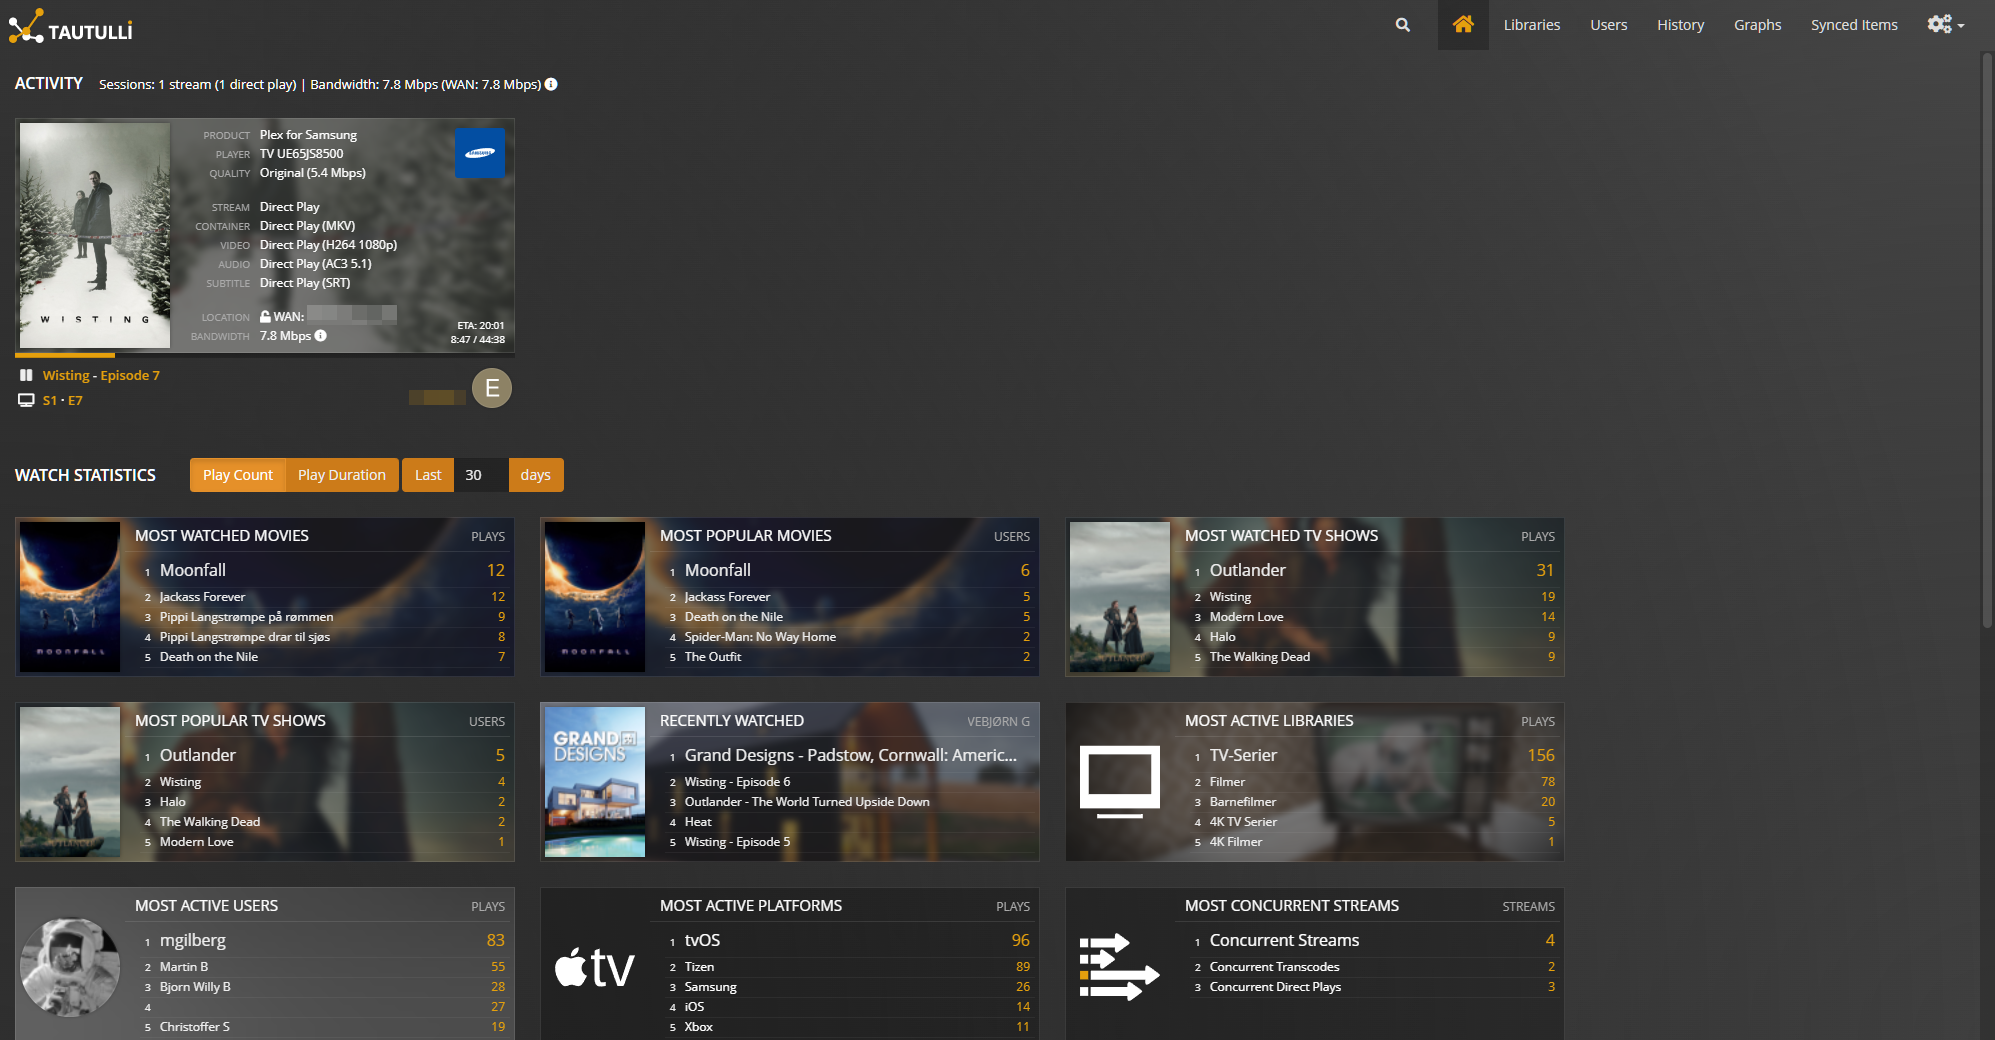 TAUTULLI
Libraries
Users
History
Graphs
Synced Items
ACTIVITY
Sessions: 1 stream (1 direct play) | Bandwidth: 7.8 Mbps (WAN: 7.8 Mbps)
WISTING
PRODUCT Plex for Samsung
PLAYER TV UE65JS8500
QUALITY Original (5.4 Mbps)
SAMSUNG
STREAM Direct Play
CONTAINER Direct Play (MKV)
VIDEO Direct Play (H264 1080p)
AUDIO Direct Play (AC3 5.1)
SUBTITLE Direct Play (SRT)
LOCATION WAN:
BANDWIDTH 7.8 Mbps
ETA: 20:01
8:47 / 44:38
Wisting - Episode 7
S1 · E7
E
WATCH STATISTICS
Play Count
Play Duration
Last
30
days
MOONFALL
MOST WATCHED MOVIES PLAYS
1 Moonfall 12
2 Jackass Forever 12
3 Pippi Langstrømpe på rømmen 9
4 Pippi Langstrømpe drar til sjøs 8
5 Death on the Nile 7
MOONFALL
MOST POPULAR MOVIES USERS
1 Moonfall 6
2 Jackass Forever 5
3 Death on the Nile 5
4 Spider-Man: No Way Home 2
5 The Outfit 2
OUTLANDER
MOST WATCHED TV SHOWS PLAYS
1 Outlander 31
2 Wisting 19
3 Modern Love 14
4 Halo 9
5 The Walking Dead 9
OUTLANDER
MOST POPULAR TV SHOWS USERS
1 Outlander 5
2 Wisting 4
3 Halo 2
4 The Walking Dead 2
5 Modern Love 1
GRAND
DESIGNS
RECENTLY WATCHED VEBJØRN G
1 Grand Designs - Padstow, Cornwall: Americ...
2 Wisting - Episode 6
3 Outlander - The World Turned Upside Down
4 Heat
5 Wisting - Episode 5
MOST ACTIVE LIBRARIES PLAYS
1 TV-Serier 156
2 Filmer 78
3 Barnefilmer 20
4 4K TV Serier 5
5 4K Filmer 1
MOST ACTIVE USERS PLAYS
1 mgilberg 83
2 Martin B 55
3 Bjorn Willy B 28
4 27
5 Christoffer S 19
tv
MOST ACTIVE PLATFORMS PLAYS
1 tvOS 96
2 Tizen 89
3 Samsung 26
4 iOS 14
5 Xbox 11
MOST CONCURRENT STREAMS STREAMS
1 Concurrent Streams 4
2 Concurrent Transcodes 2
3 Concurrent Direct Plays 3